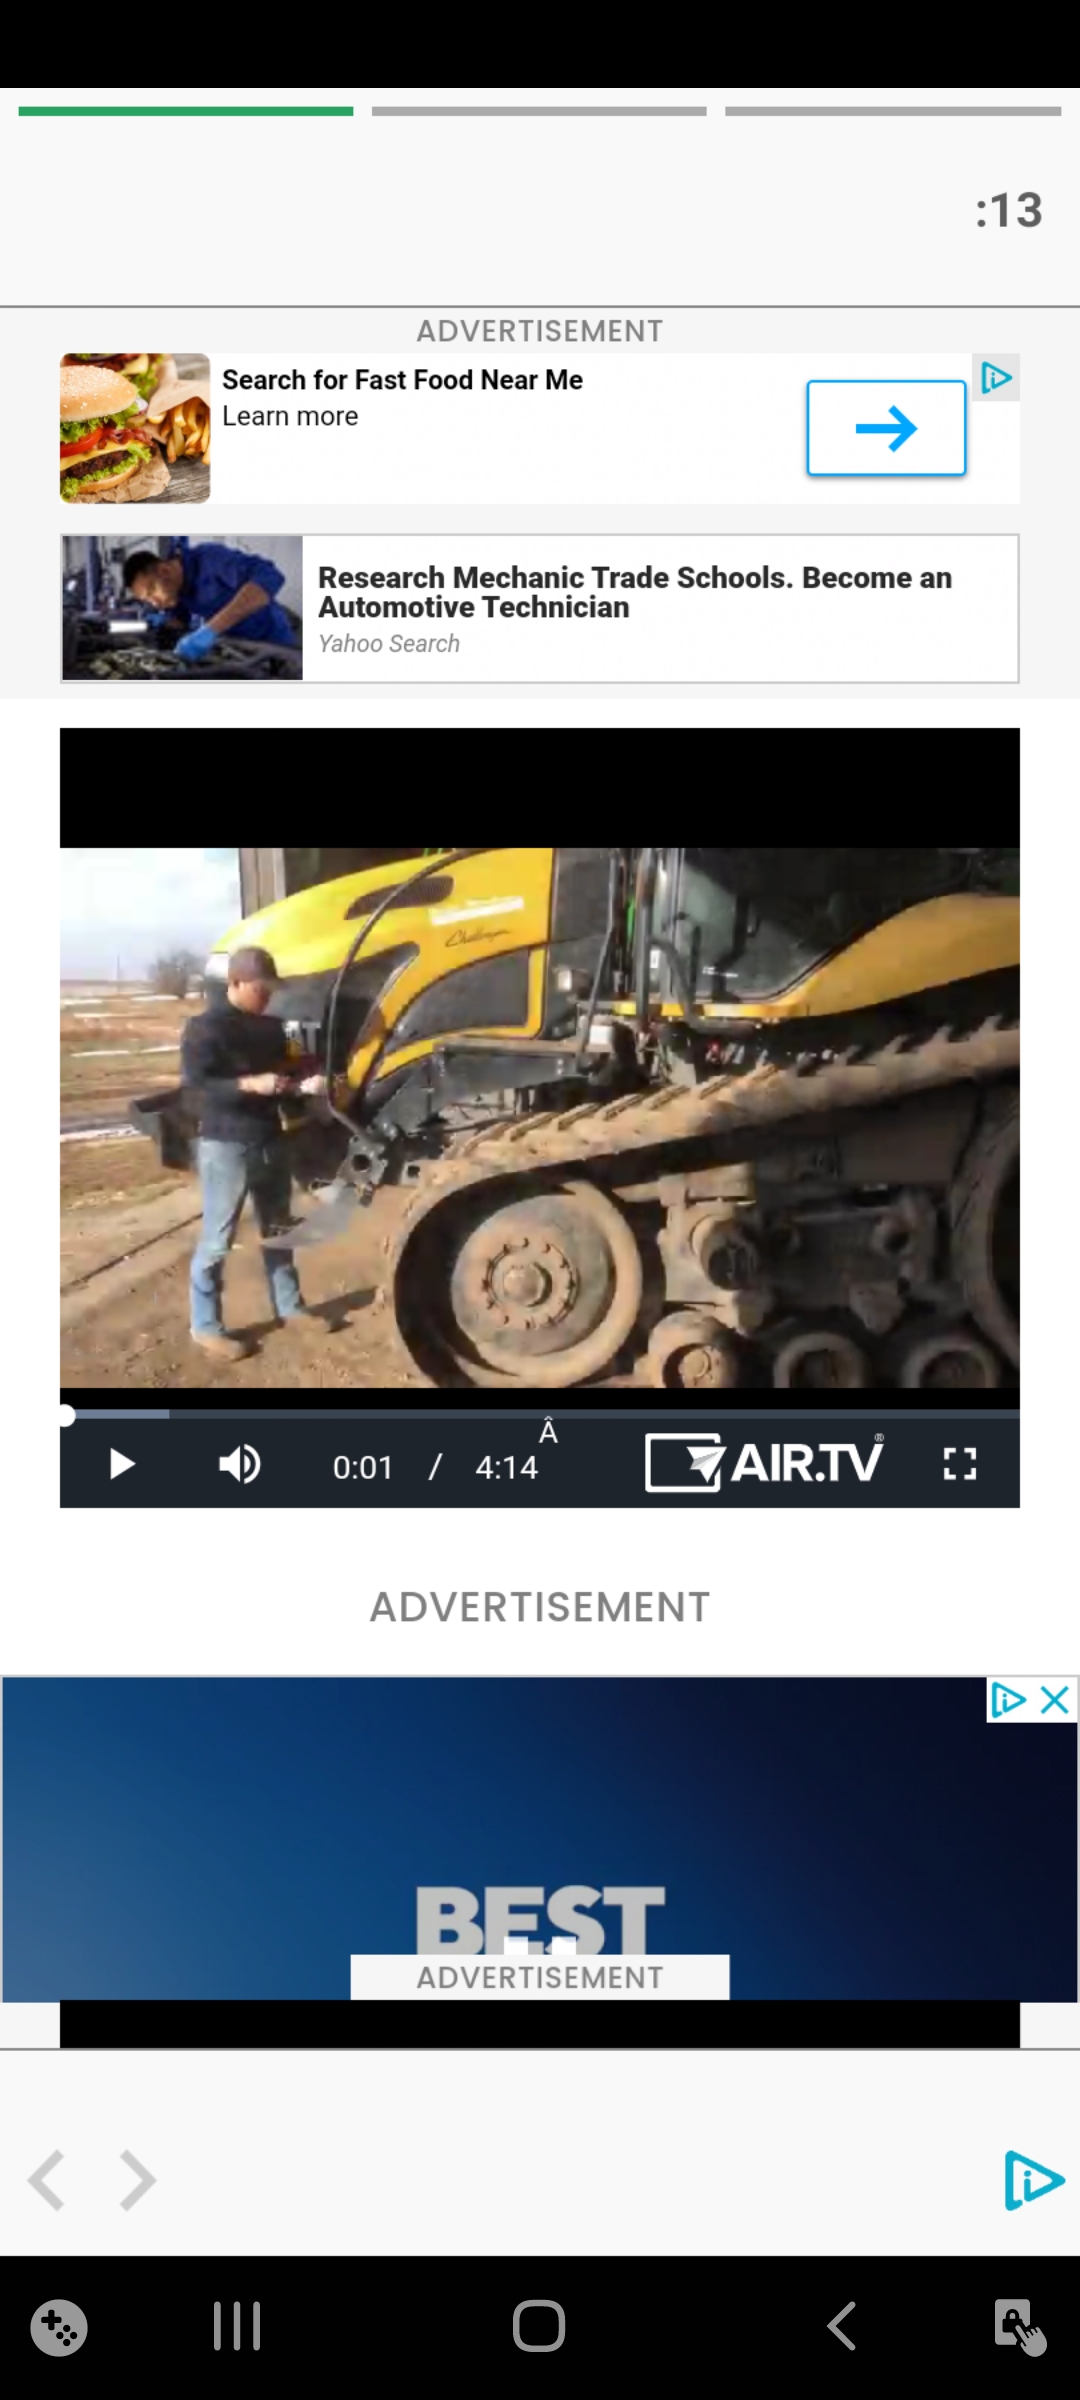 :13
ADVERTISEMENT
Search for Fast Food Near Me
Learn more
Research Mechanic Trade Schools. Become an
Automotive Technician
Yahoo Search
Challenger
Â
0:01 / 4:14
AIR.TV®
ADVERTISEMENT
BEST
ADVERTISEMENT